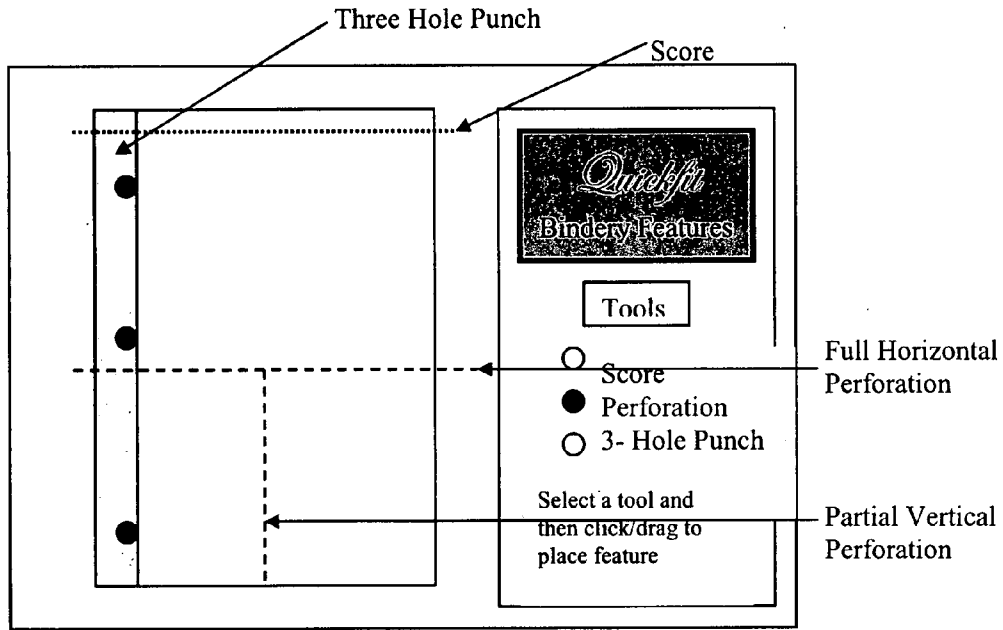 Three Hole Punch
Score
Quickfit
Bindery Features
Tools
Score
Perforation
3- Hole Punch
Select a tool and
then click/drag to
place feature
Full Horizontal
Perforation
Partial Vertical
Perforation